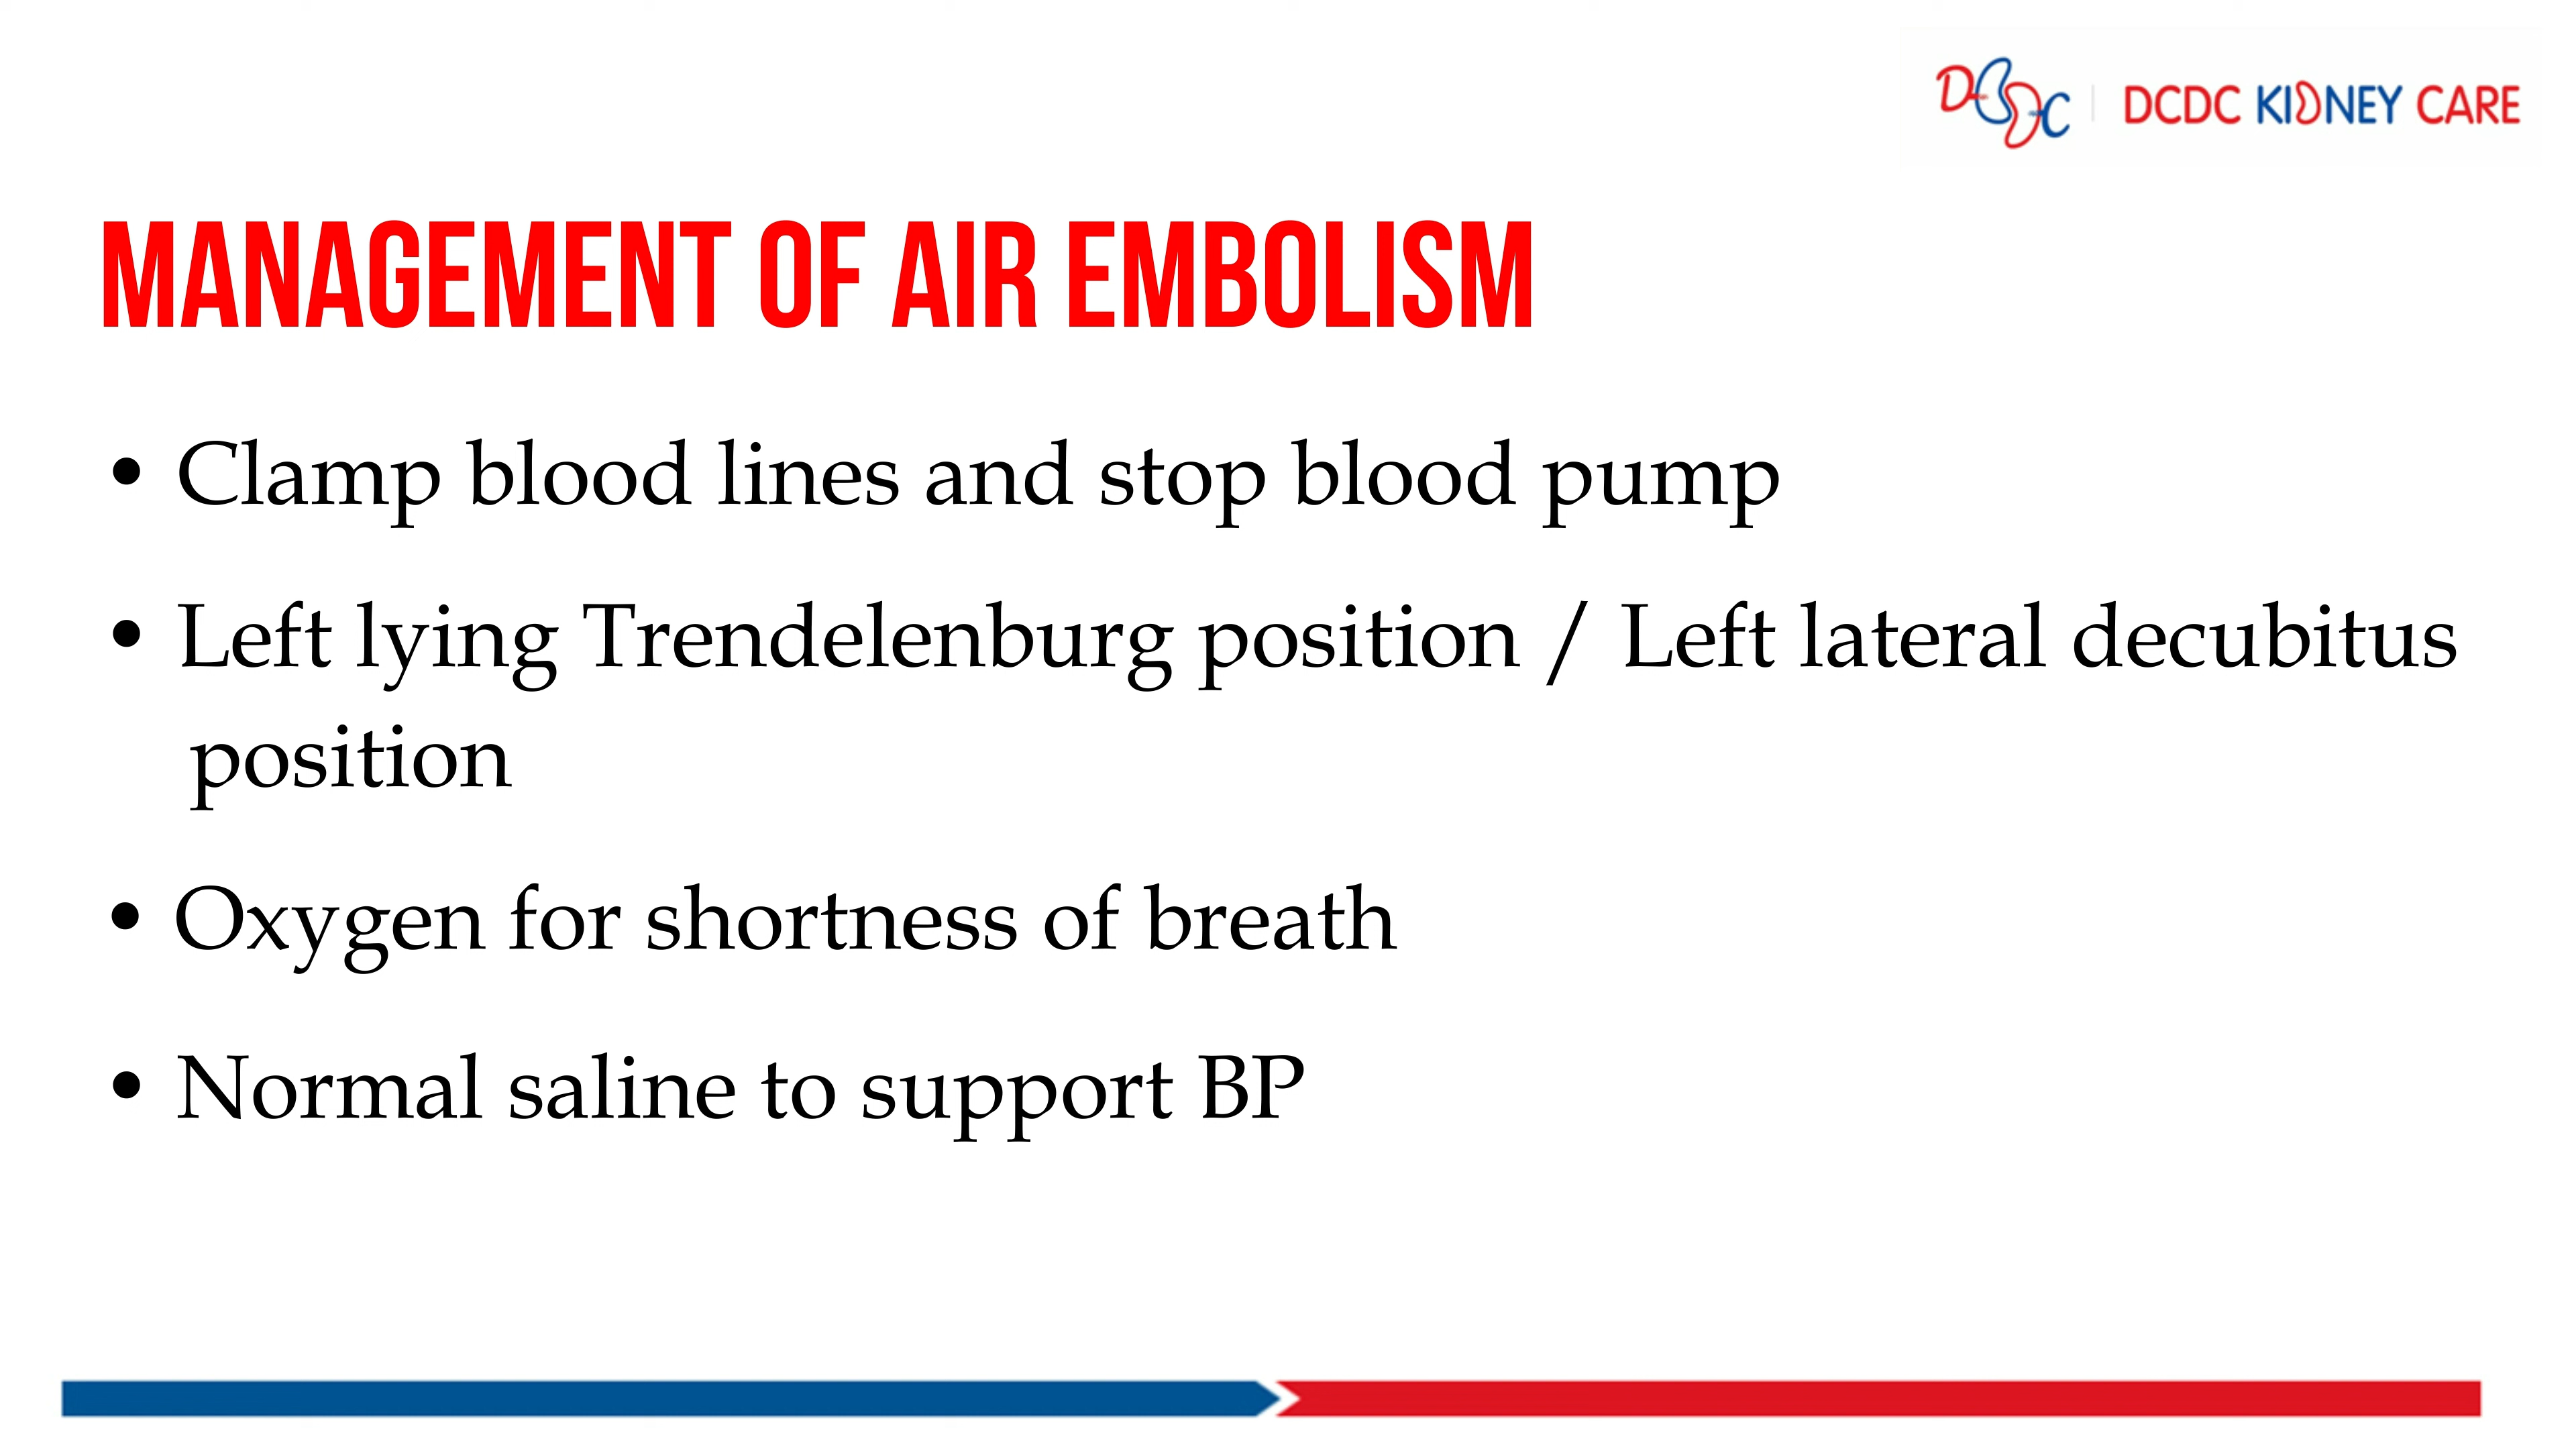 DCDC | DCDC KIDNEY CARE
MANAGEMENT OF AIR EMBOLISM
• Clamp blood lines and stop blood pump
• Left lying Trendelenburg position / Left lateral decubitus
position
• Oxygen for shortness of breath
• Normal saline to support BP